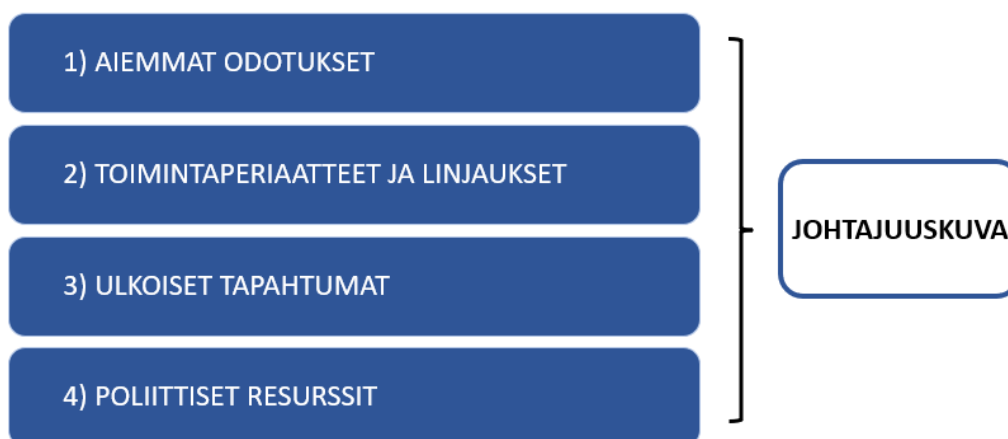 1) AIEMMAT ODOTUKSET
2) TOIMINTAPERIAATTEET JA LINJAUKSET
3) ULKOISET TAPAHTUMAT
4) POLIITTISET RESURSSIT
JOHTAJUUSKUVA